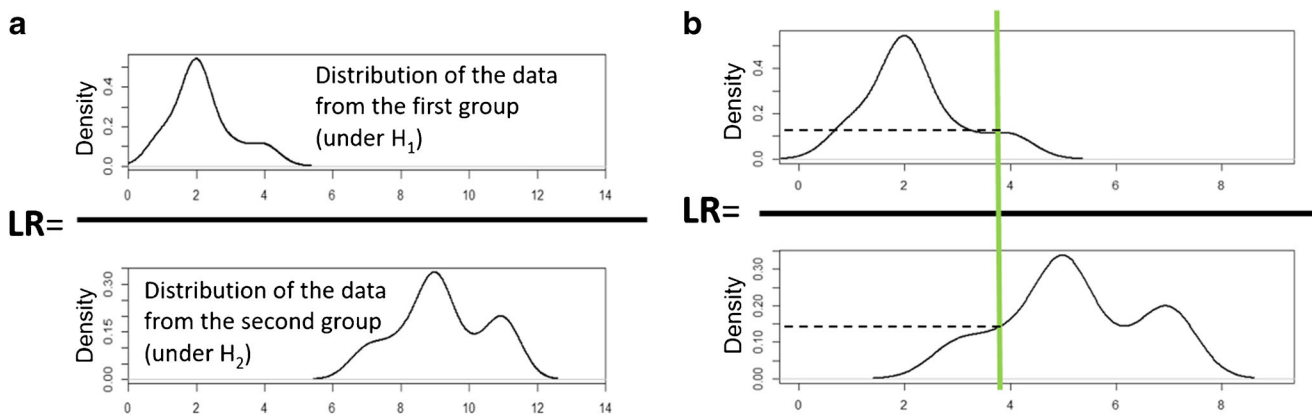 a
Density
0.0 0.2 0.4
Distribution of the data
from the first group
(under H₁)
0 2 4 6 8 10 12 14
LR=
Density
0.00 0.15 0.30
Distribution of the data
from the second group
(under H₂)
0 2 4 6 8 10 12 14
b
Density
0.0 0.2 0.4
0 2 4 6 8
LR=
Density
0.00 0.10 0.20 0.30
0 2 4 6 8